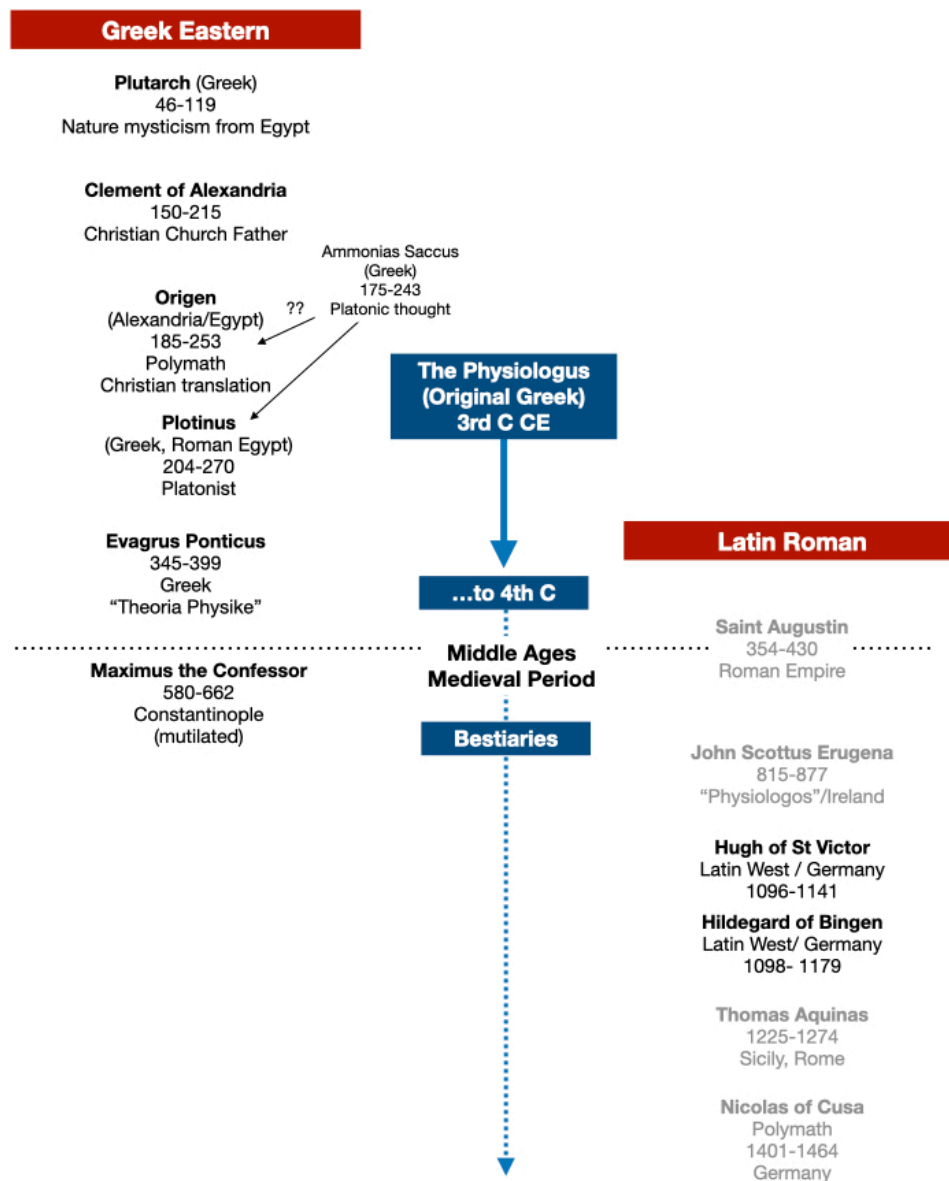 Greek Eastern
Plutarch (Greek)
46-119
Nature mysticism from Egypt
Clement of Alexandria
150-215
Christian Church Father
Ammonias Saccus
(Greek)
175-243
Platonic thought
??
Origen
(Alexandria/Egypt)
185-253
Polymath
Christian translation
Plotinus
(Greek, Roman Egypt)
204-270
Platonist
The Physiologus
(Original Greek)
3rd C CE
Evagrus Ponticus
345-399
Greek
“Theoria Physike”
...to 4th C
Latin Roman
Saint Augustin
354-430
Roman Empire
Middle Ages
Medieval Period
Maximus the Confessor
580-662
Constantinople
(mutilated)
Bestiaries
John Scottus Erugena
815-877
“Physiologos”/Ireland
Hugh of St Victor
Latin West / Germany
1096-1141
Hildegard of Bingen
Latin West/ Germany
1098- 1179
Thomas Aquinas
1225-1274
Sicily, Rome
Nicolas of Cusa
Polymath
1401-1464
Germany